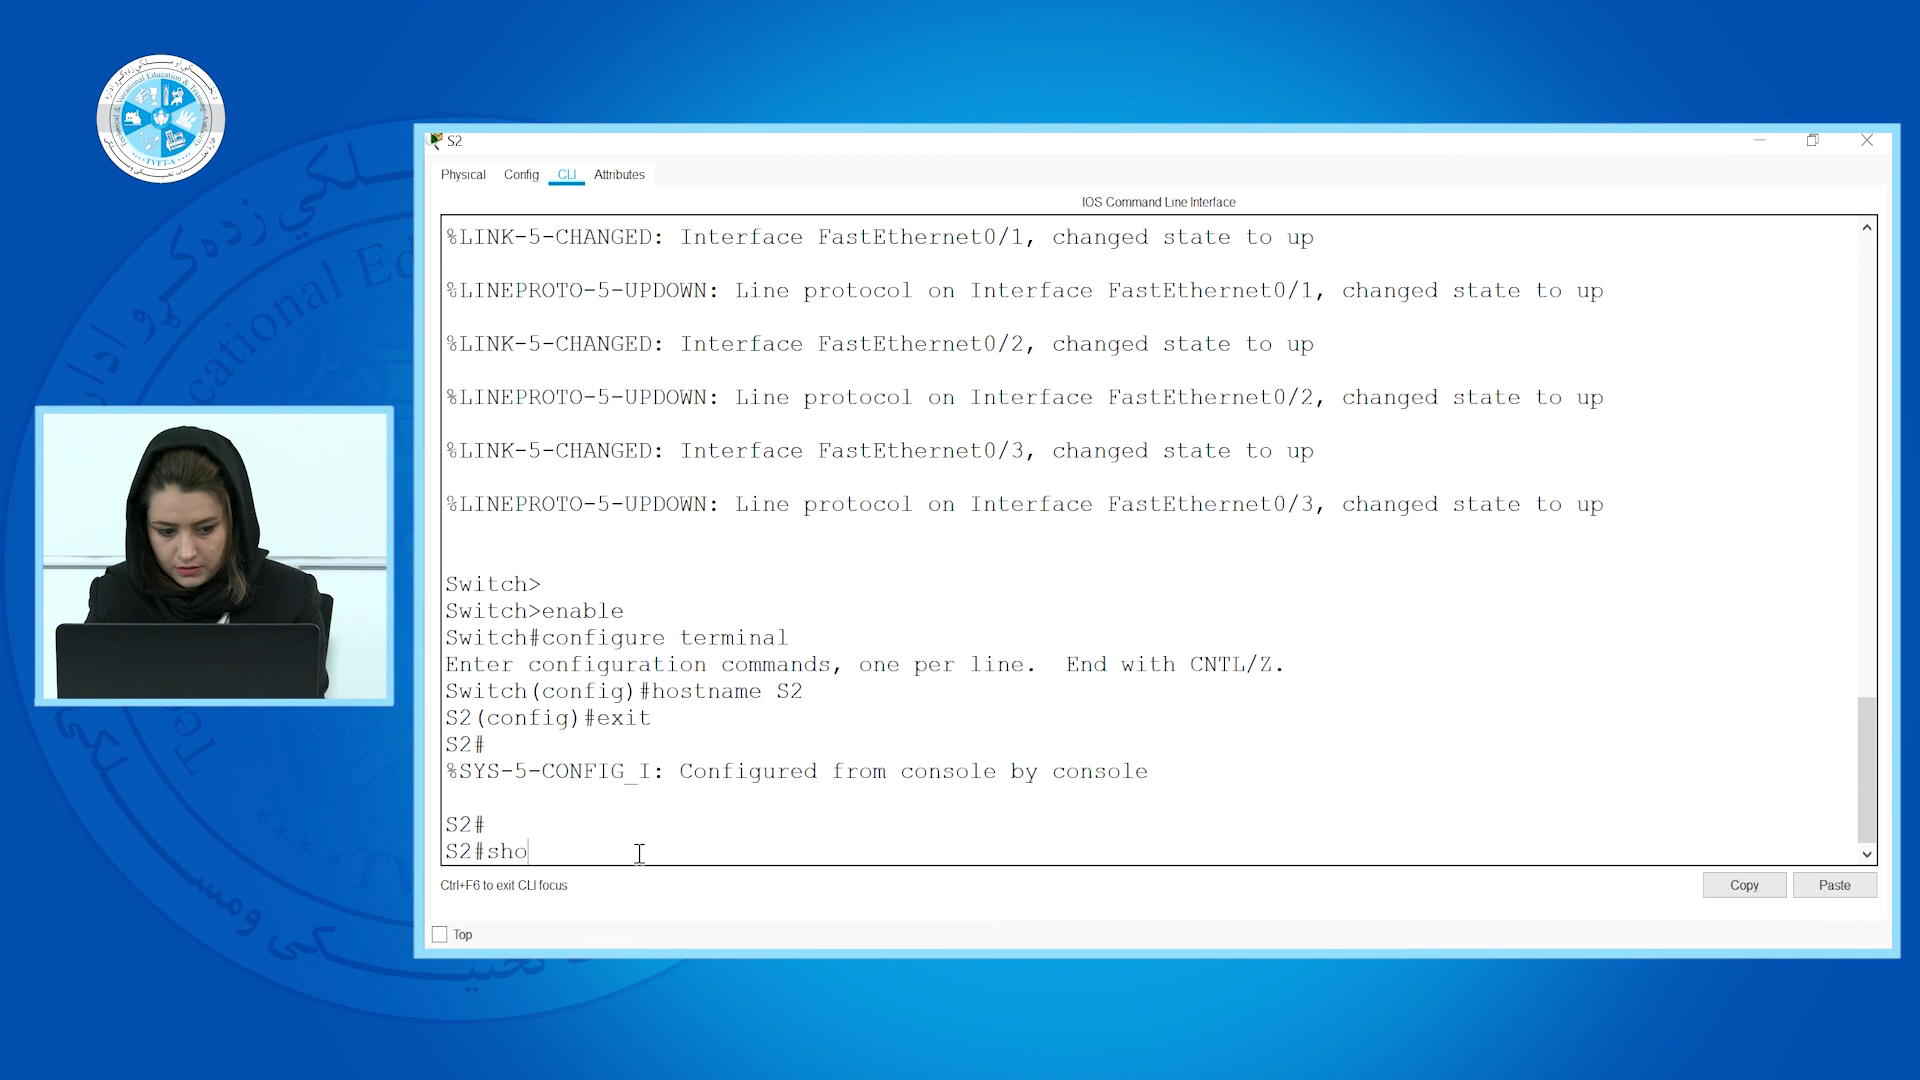 Technical & Vocational Education & Training Authority
TVET-A
S2
Physical Config CLI Attributes
IOS Command Line Interface
%LINK-5-CHANGED: Interface FastEthernet0/1, changed state to up
%LINEPROTO-5-UPDOWN: Line protocol on Interface FastEthernet0/1, changed state to up
%LINK-5-CHANGED: Interface FastEthernet0/2, changed state to up
%LINEPROTO-5-UPDOWN: Line protocol on Interface FastEthernet0/2, changed state to up
%LINK-5-CHANGED: Interface FastEthernet0/3, changed state to up
%LINEPROTO-5-UPDOWN: Line protocol on Interface FastEthernet0/3, changed state to up
Switch>
Switch>enable
Switch#configure terminal
Enter configuration commands, one per line.  End with CNTL/Z.
Switch(config)#hostname S2
S2(config)#exit
S2#
%SYS-5-CONFIG_I: Configured from console by console
S2#
S2#sho
Ctrl+F6 to exit CLI focus
Copy Paste
Top